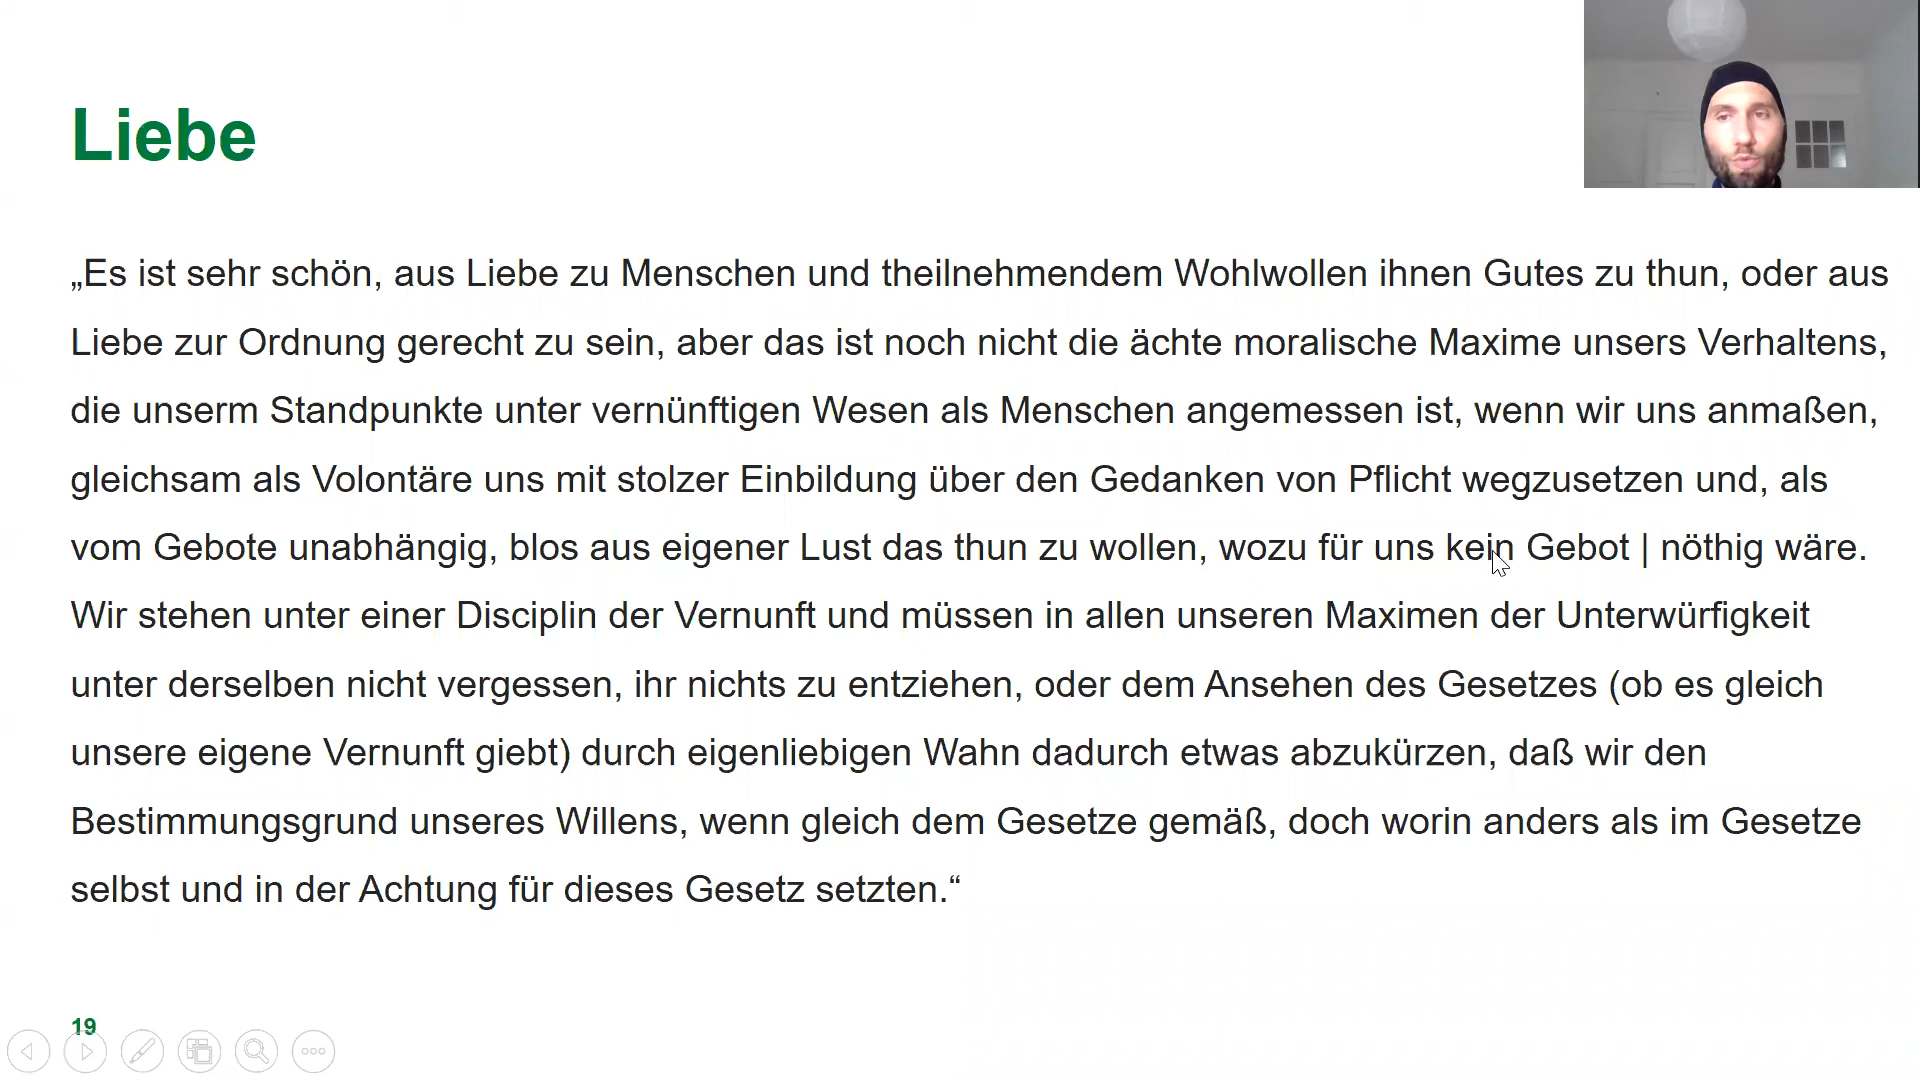 Liebe
„Es ist sehr schön, aus Liebe zu Menschen und theilnehmendem Wohlwollen ihnen Gutes zu thun, oder aus
Liebe zur Ordnung gerecht zu sein, aber das ist noch nicht die ächte moralische Maxime unsers Verhaltens,
die unserm Standpunkte unter vernünftigen Wesen als Menschen angemessen ist, wenn wir uns anmaßen,
gleichsam als Volontäre uns mit stolzer Einbildung über den Gedanken von Pflicht wegzusetzen und, als
vom Gebote unabhängig, blos aus eigener Lust das thun zu wollen, wozu für uns kein Gebot | nöthig wäre.
Wir stehen unter einer Disciplin der Vernunft und müssen in allen unseren Maximen der Unterwürfigkeit
unter derselben nicht vergessen, ihr nichts zu entziehen, oder dem Ansehen des Gesetzes (ob es gleich
unsere eigene Vernunft giebt) durch eigenliebigen Wahn dadurch etwas abzukürzen, daß wir den
Bestimmungsgrund unseres Willens, wenn gleich dem Gesetze gemäß, doch worin anders als im Gesetze
selbst und in der Achtung für dieses Gesetz setzten.“
19